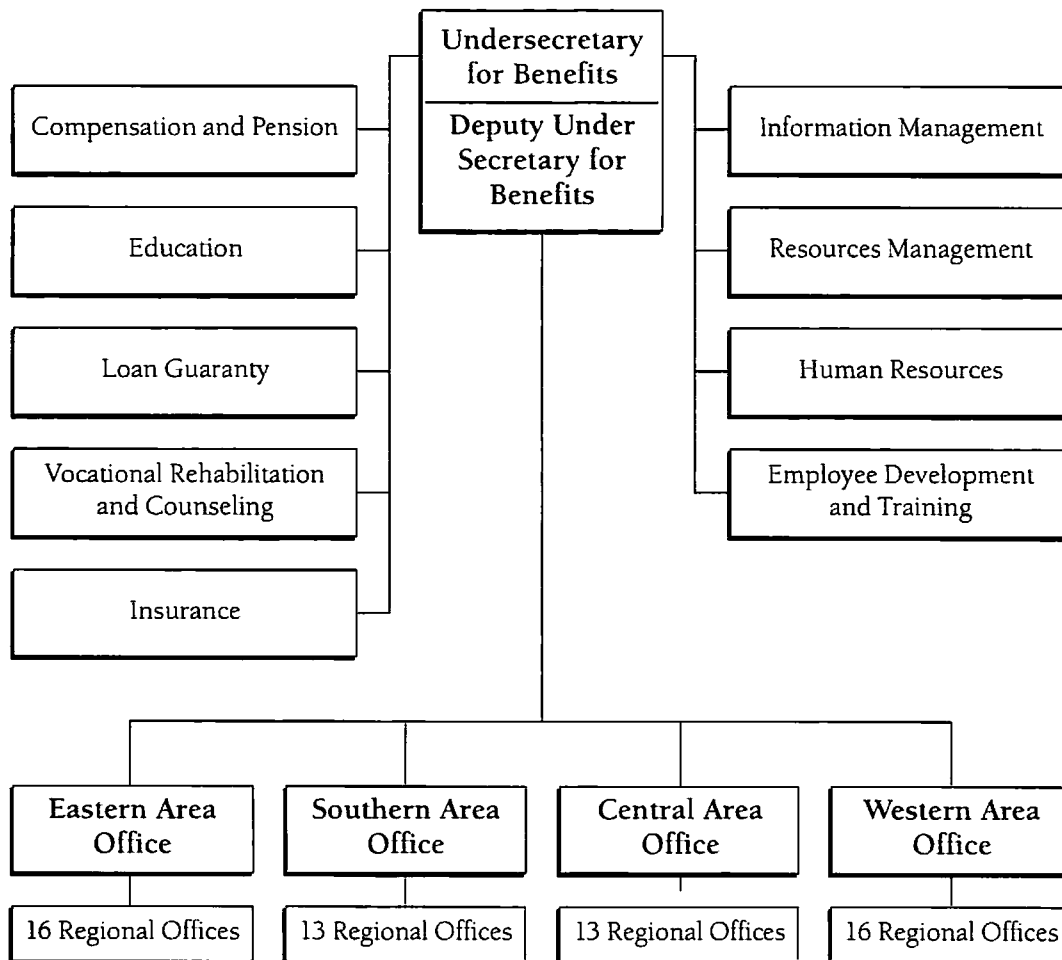 Undersecretary
for Benefits
Deputy Under
Secretary for
Benefits
Compensation and Pension
Education
Loan Guaranty
Vocational Rehabilitation
and Counseling
Insurance
Information Management
Resources Management
Human Resources
Employee Development
and Training
Eastern Area
Office
Southern Area
Office
Central Area
Office
Western Area
Office
16 Regional Offices
13 Regional Offices
13 Regional Offices
16 Regional Offices